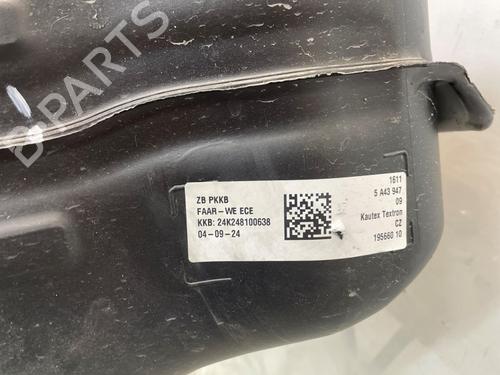 ZB PKKB
FAAR-WE ECE
KKB: 24K248100638
04-09-24
1611
5 A43 947
09
Kautex Textron
CZ
195660 10
B-PARTS